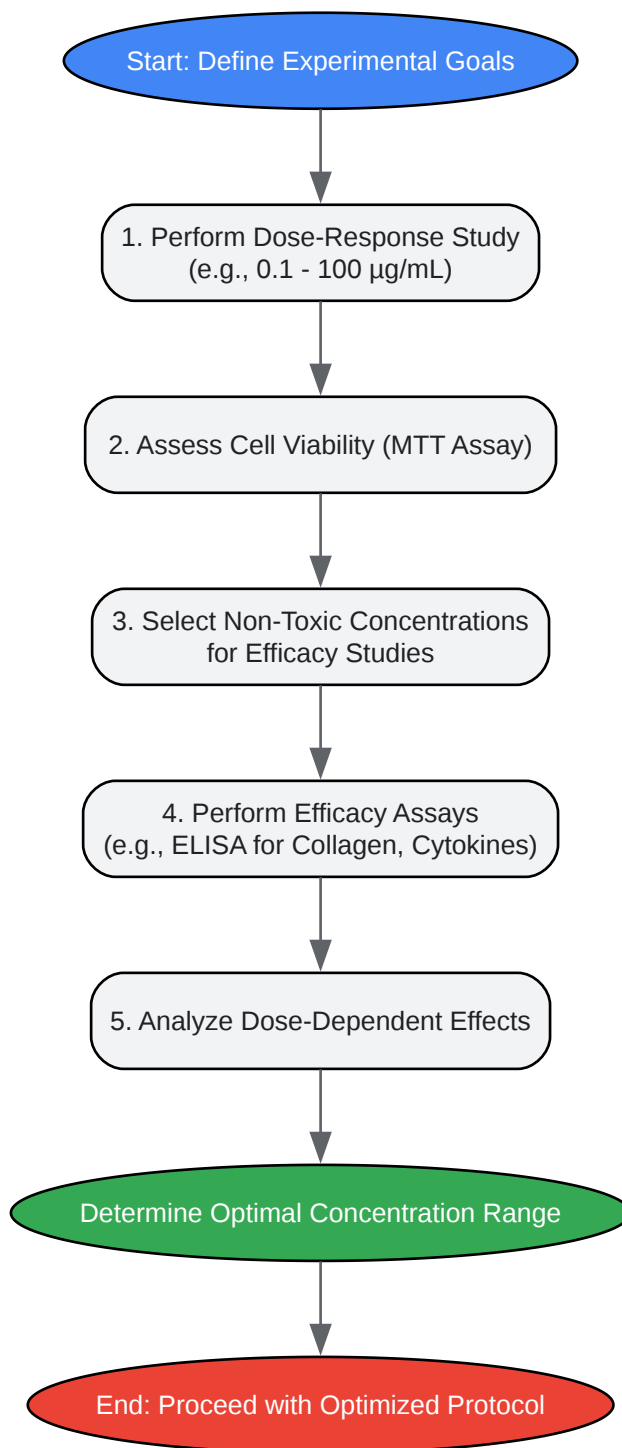 Start: Define Experimental Goals
1. Perform Dose-Response Study
(e.g., 0.1 - 100 µg/mL)
2. Assess Cell Viability (MTT Assay)
3. Select Non-Toxic Concentrations
for Efficacy Studies
4. Perform Efficacy Assays
(e.g., ELISA for Collagen, Cytokines)
5. Analyze Dose-Dependent Effects
Determine Optimal Concentration Range
End: Proceed with Optimized Protocol